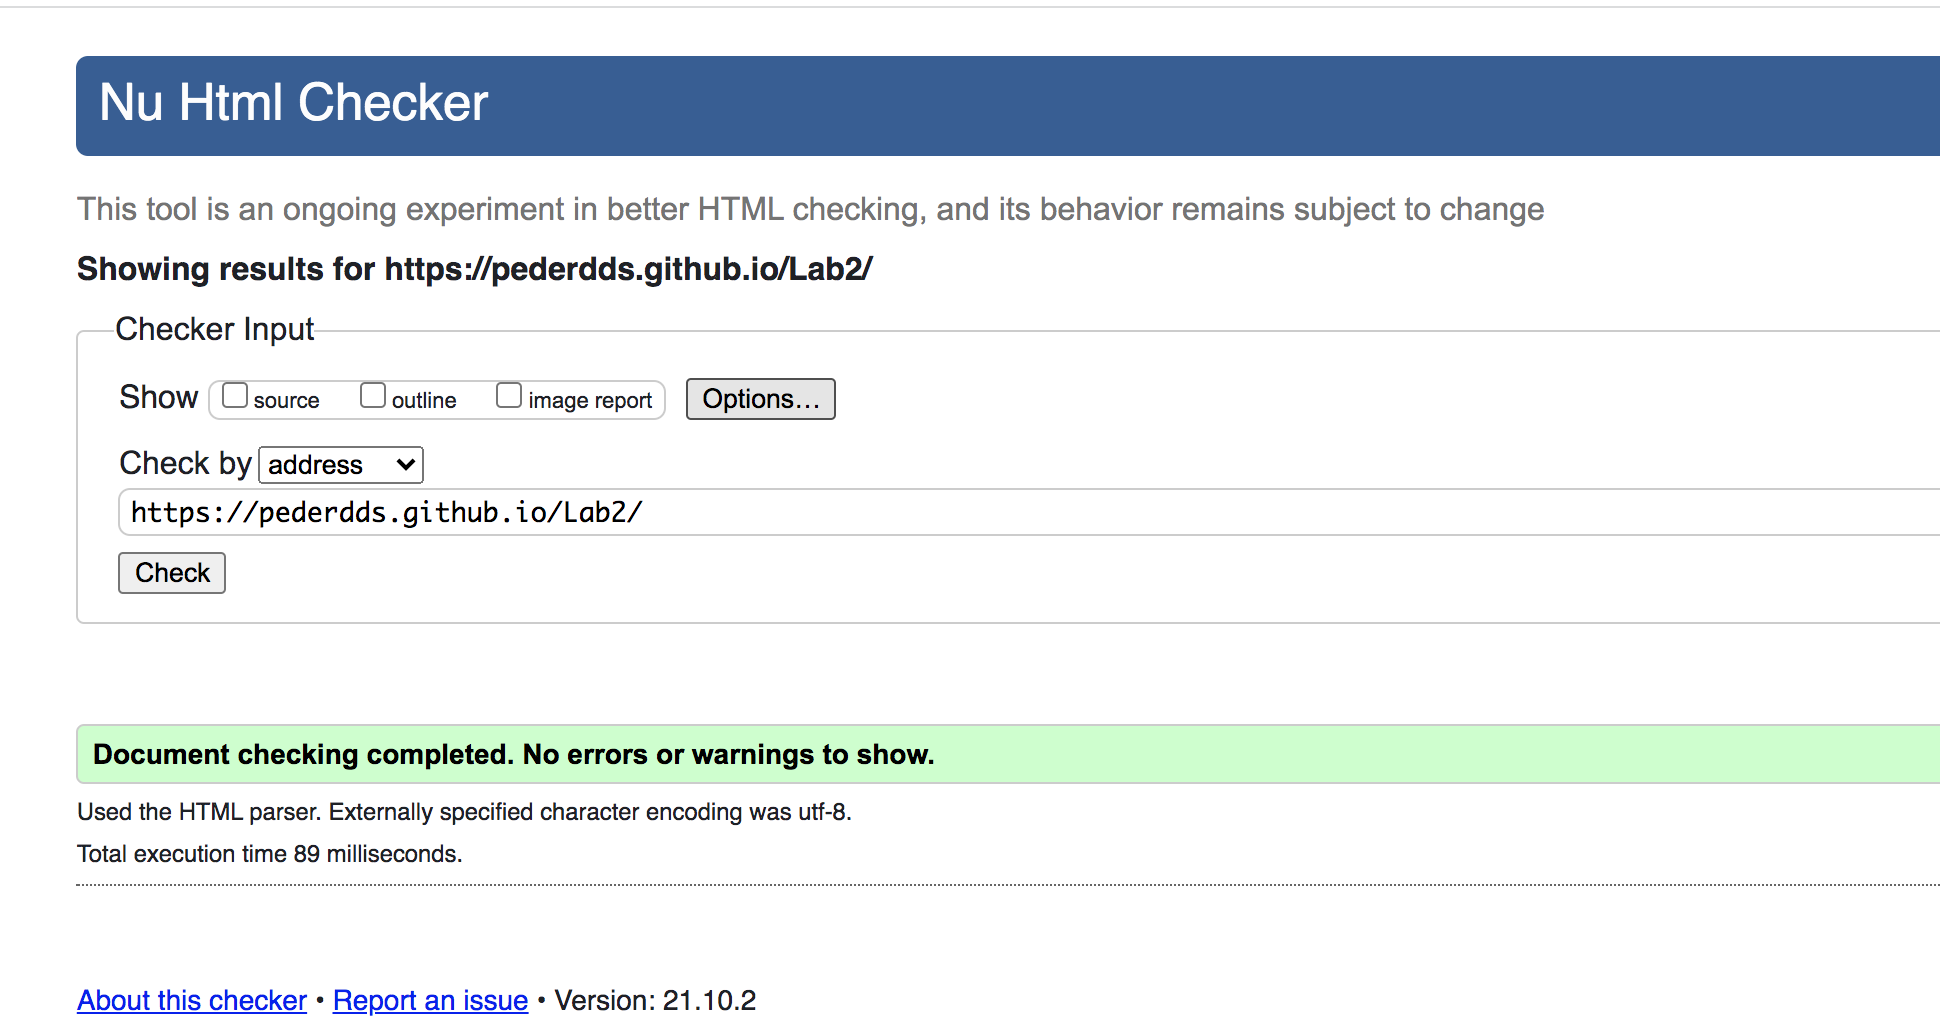 Nu Html Checker
This tool is an ongoing experiment in better HTML checking, and its behavior remains subject to change
Showing results for https://pederdds.github.io/Lab2/
Checker Input
Show source outline image report Options...
Check by address
https://pederdds.github.io/Lab2/
Check
Document checking completed. No errors or warnings to show.
Used the HTML parser. Externally specified character encoding was utf-8.
Total execution time 89 milliseconds.
About this checker • Report an issue • Version: 21.10.2